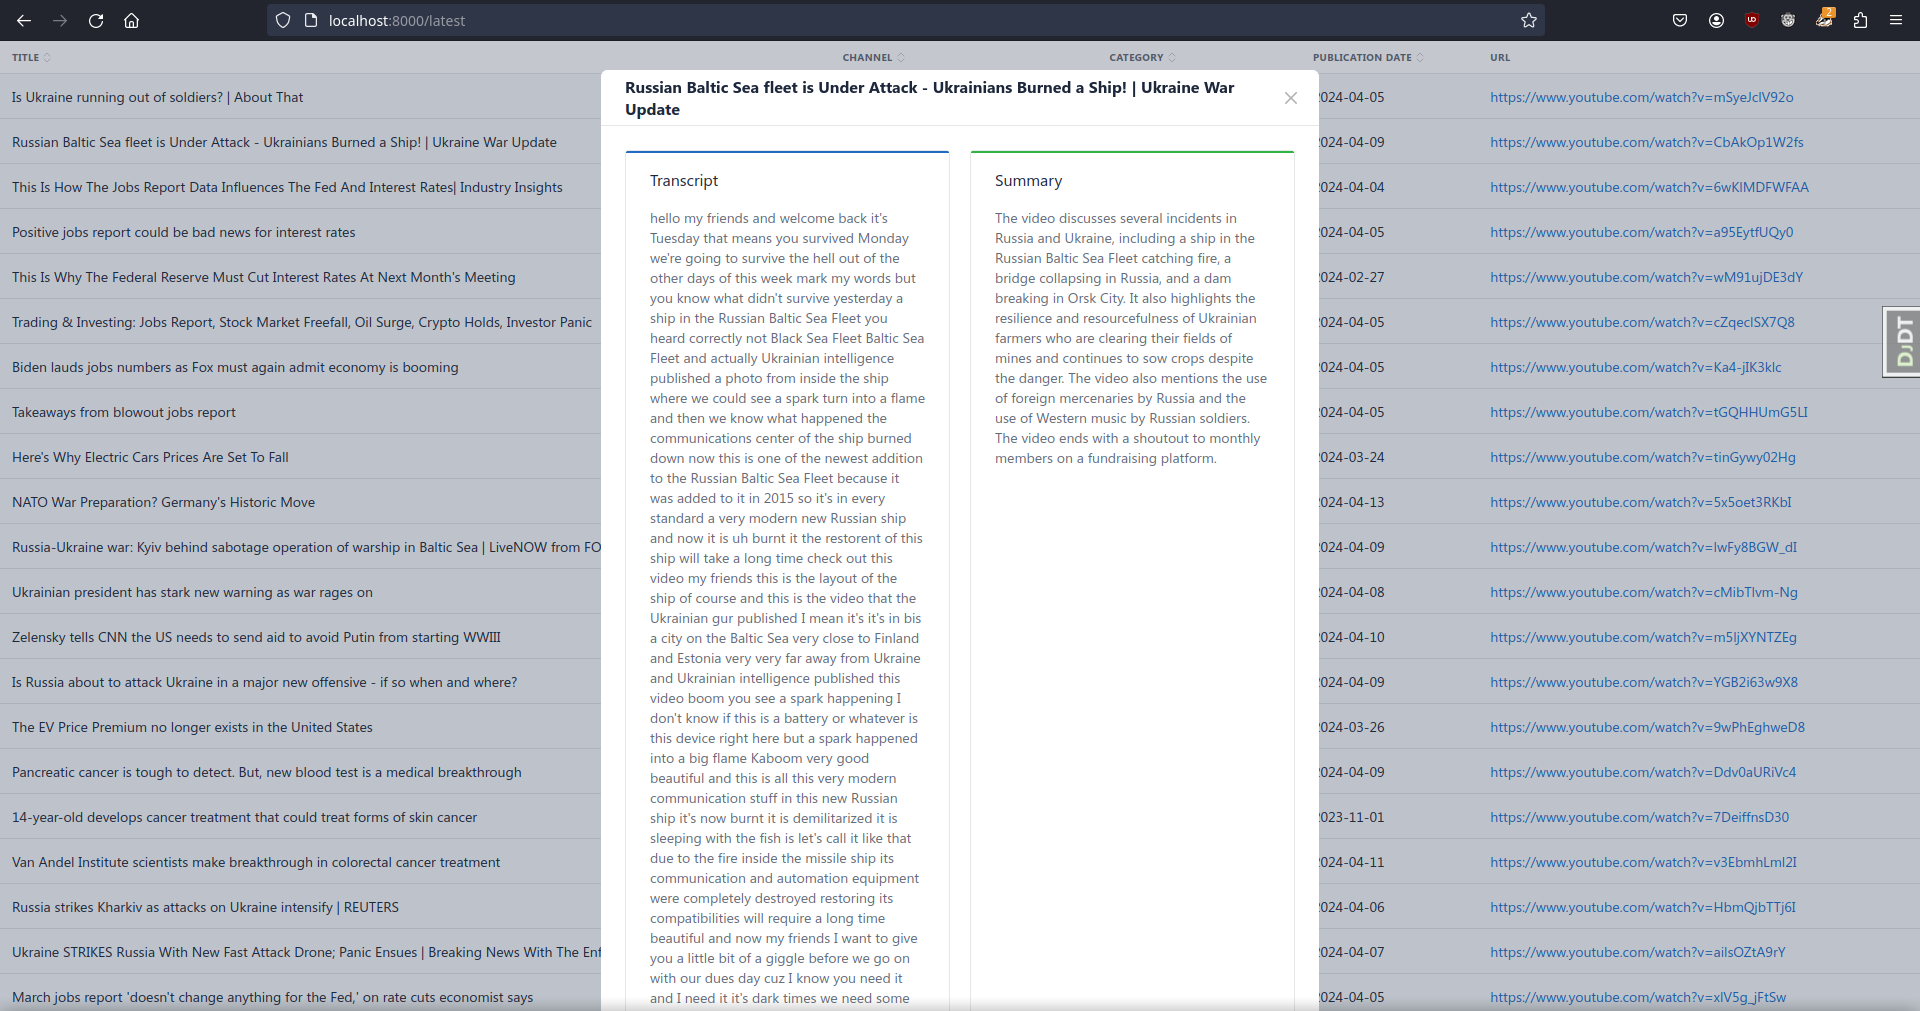 localhost:8000/latest
2
TITLE CHANNEL CATEGORY PUBLICATION DATE URL
Russian Baltic Sea fleet is Under Attack - Ukrainians Burned a Ship! | Ukraine War
Update
Transcript
hello my friends and welcome back it's
Tuesday that means you survived Monday
we're going to survive the hell out of the
other days of this week mark my words but
you know what didn't survive yesterday a
ship in the Russian Baltic Sea Fleet you
heard correctly not Black Sea Fleet Baltic Sea
Fleet and actually Ukrainian intelligence
published a photo from inside the ship
where we could see a spark turn into a flame
and then we know what happened the
communications center of the ship burned
down now this is one of the newest addition
to the Russian Baltic Sea Fleet because it
was added to it in 2015 so it's in every
standard a very modern new Russian ship
and now it is uh burnt it the restorent of this
ship will take a long time check out this
video my friends this is the layout of the
ship of course and this is the video that the
Ukrainian gur published I mean it's it's in bis
a city on the Baltic Sea very close to Finland
and Estonia very very far away from Ukraine
and Ukrainian intelligence published this
video boom you see a spark happening I
don't know if this is a battery or whatever is
this device right here but a spark happened
into a big flame Kaboom very good
beautiful and this is all this very modern
communication stuff in this new Russian
ship it's now burnt it is demilitarized it is
sleeping with the fish is let's call it like that
due to the fire inside the missile ship its
communication and automation equipment
were completely destroyed restoring its
compatibilities will require a long time
beautiful and now my friends I want to give
you a little bit of a giggle before we go on
with our dues day cuz I know you need it
and I need it it's dark times we need some
Summary
The video discusses several incidents in
Russia and Ukraine, including a ship in the
Russian Baltic Sea Fleet catching fire, a
bridge collapsing in Russia, and a dam
breaking in Orsk City. It also highlights the
resilience and resourcefulness of Ukrainian
farmers who are clearing their fields of
mines and continues to sow crops despite
the danger. The video also mentions the use
of foreign mercenaries by Russia and the
use of Western music by Russian soldiers.
The video ends with a shoutout to monthly
members on a fundraising platform.
Is Ukraine running out of soldiers? | About That 2024-04-05 https://www.youtube.com/watch?v=mSyeJclV92o
Russian Baltic Sea fleet is Under Attack - Ukrainians Burned a Ship! | Ukraine War Update 2024-04-09 https://www.youtube.com/watch?v=CbAkOp1W2fs
This Is How The Jobs Report Data Influences The Fed And Interest Rates| Industry Insights 2024-04-04 https://www.youtube.com/watch?v=6wKlMDFWFAA
Positive jobs report could be bad news for interest rates 2024-04-05 https://www.youtube.com/watch?v=a95EytfUQy0
This Is Why The Federal Reserve Must Cut Interest Rates At Next Month's Meeting 2024-02-27 https://www.youtube.com/watch?v=wM91ujDE3dY
Trading & Investing: Jobs Report, Stock Market Freefall, Oil Surge, Crypto Holds, Investor Panic 2024-04-05 https://www.youtube.com/watch?v=cZqeclSX7Q8
Biden lauds jobs numbers as Fox must again admit economy is booming 2024-04-05 https://www.youtube.com/watch?v=Ka4-jIK3klc
Takeaways from blowout jobs report 2024-04-05 https://www.youtube.com/watch?v=tGQHHUmG5LI
Here's Why Electric Cars Prices Are Set To Fall 2024-03-24 https://www.youtube.com/watch?v=tinGywy02Hg
NATO War Preparation? Germany's Historic Move 2024-04-13 https://www.youtube.com/watch?v=5x5oet3RKbI
Russia-Ukraine war: Kyiv behind sabotage operation of warship in Baltic Sea | LiveNOW from FO 2024-04-09 https://www.youtube.com/watch?v=lwFy8BGW_dI
Ukrainian president has stark new warning as war rages on 2024-04-08 https://www.youtube.com/watch?v=cMibTlvm-Ng
Zelensky tells CNN the US needs to send aid to avoid Putin from starting WWIII 2024-04-10 https://www.youtube.com/watch?v=m5ljXYNTZEg
Is Russia about to attack Ukraine in a major new offensive - if so when and where? 2024-04-09 https://www.youtube.com/watch?v=YGB2i63w9X8
The EV Price Premium no longer exists in the United States 2024-03-26 https://www.youtube.com/watch?v=9wPhEghweD8
Pancreatic cancer is tough to detect. But, new blood test is a medical breakthrough 2024-04-09 https://www.youtube.com/watch?v=Ddv0aURiVc4
14-year-old develops cancer treatment that could treat forms of skin cancer 2023-11-01 https://www.youtube.com/watch?v=7DeiffnsD30
Van Andel Institute scientists make breakthrough in colorectal cancer treatment 2024-04-11 https://www.youtube.com/watch?v=v3EbmhLml2I
Russia strikes Kharkiv as attacks on Ukraine intensify | REUTERS 2024-04-06 https://www.youtube.com/watch?v=HbmQjbTTj6I
Ukraine STRIKES Russia With New Fast Attack Drone; Panic Ensues | Breaking News With The Enf 2024-04-07 https://www.youtube.com/watch?v=ailsOZtA9rY
March jobs report 'doesn't change anything for the Fed,' on rate cuts economist says 2024-04-05 https://www.youtube.com/watch?v=xlV5g_jFtSw
DJDT